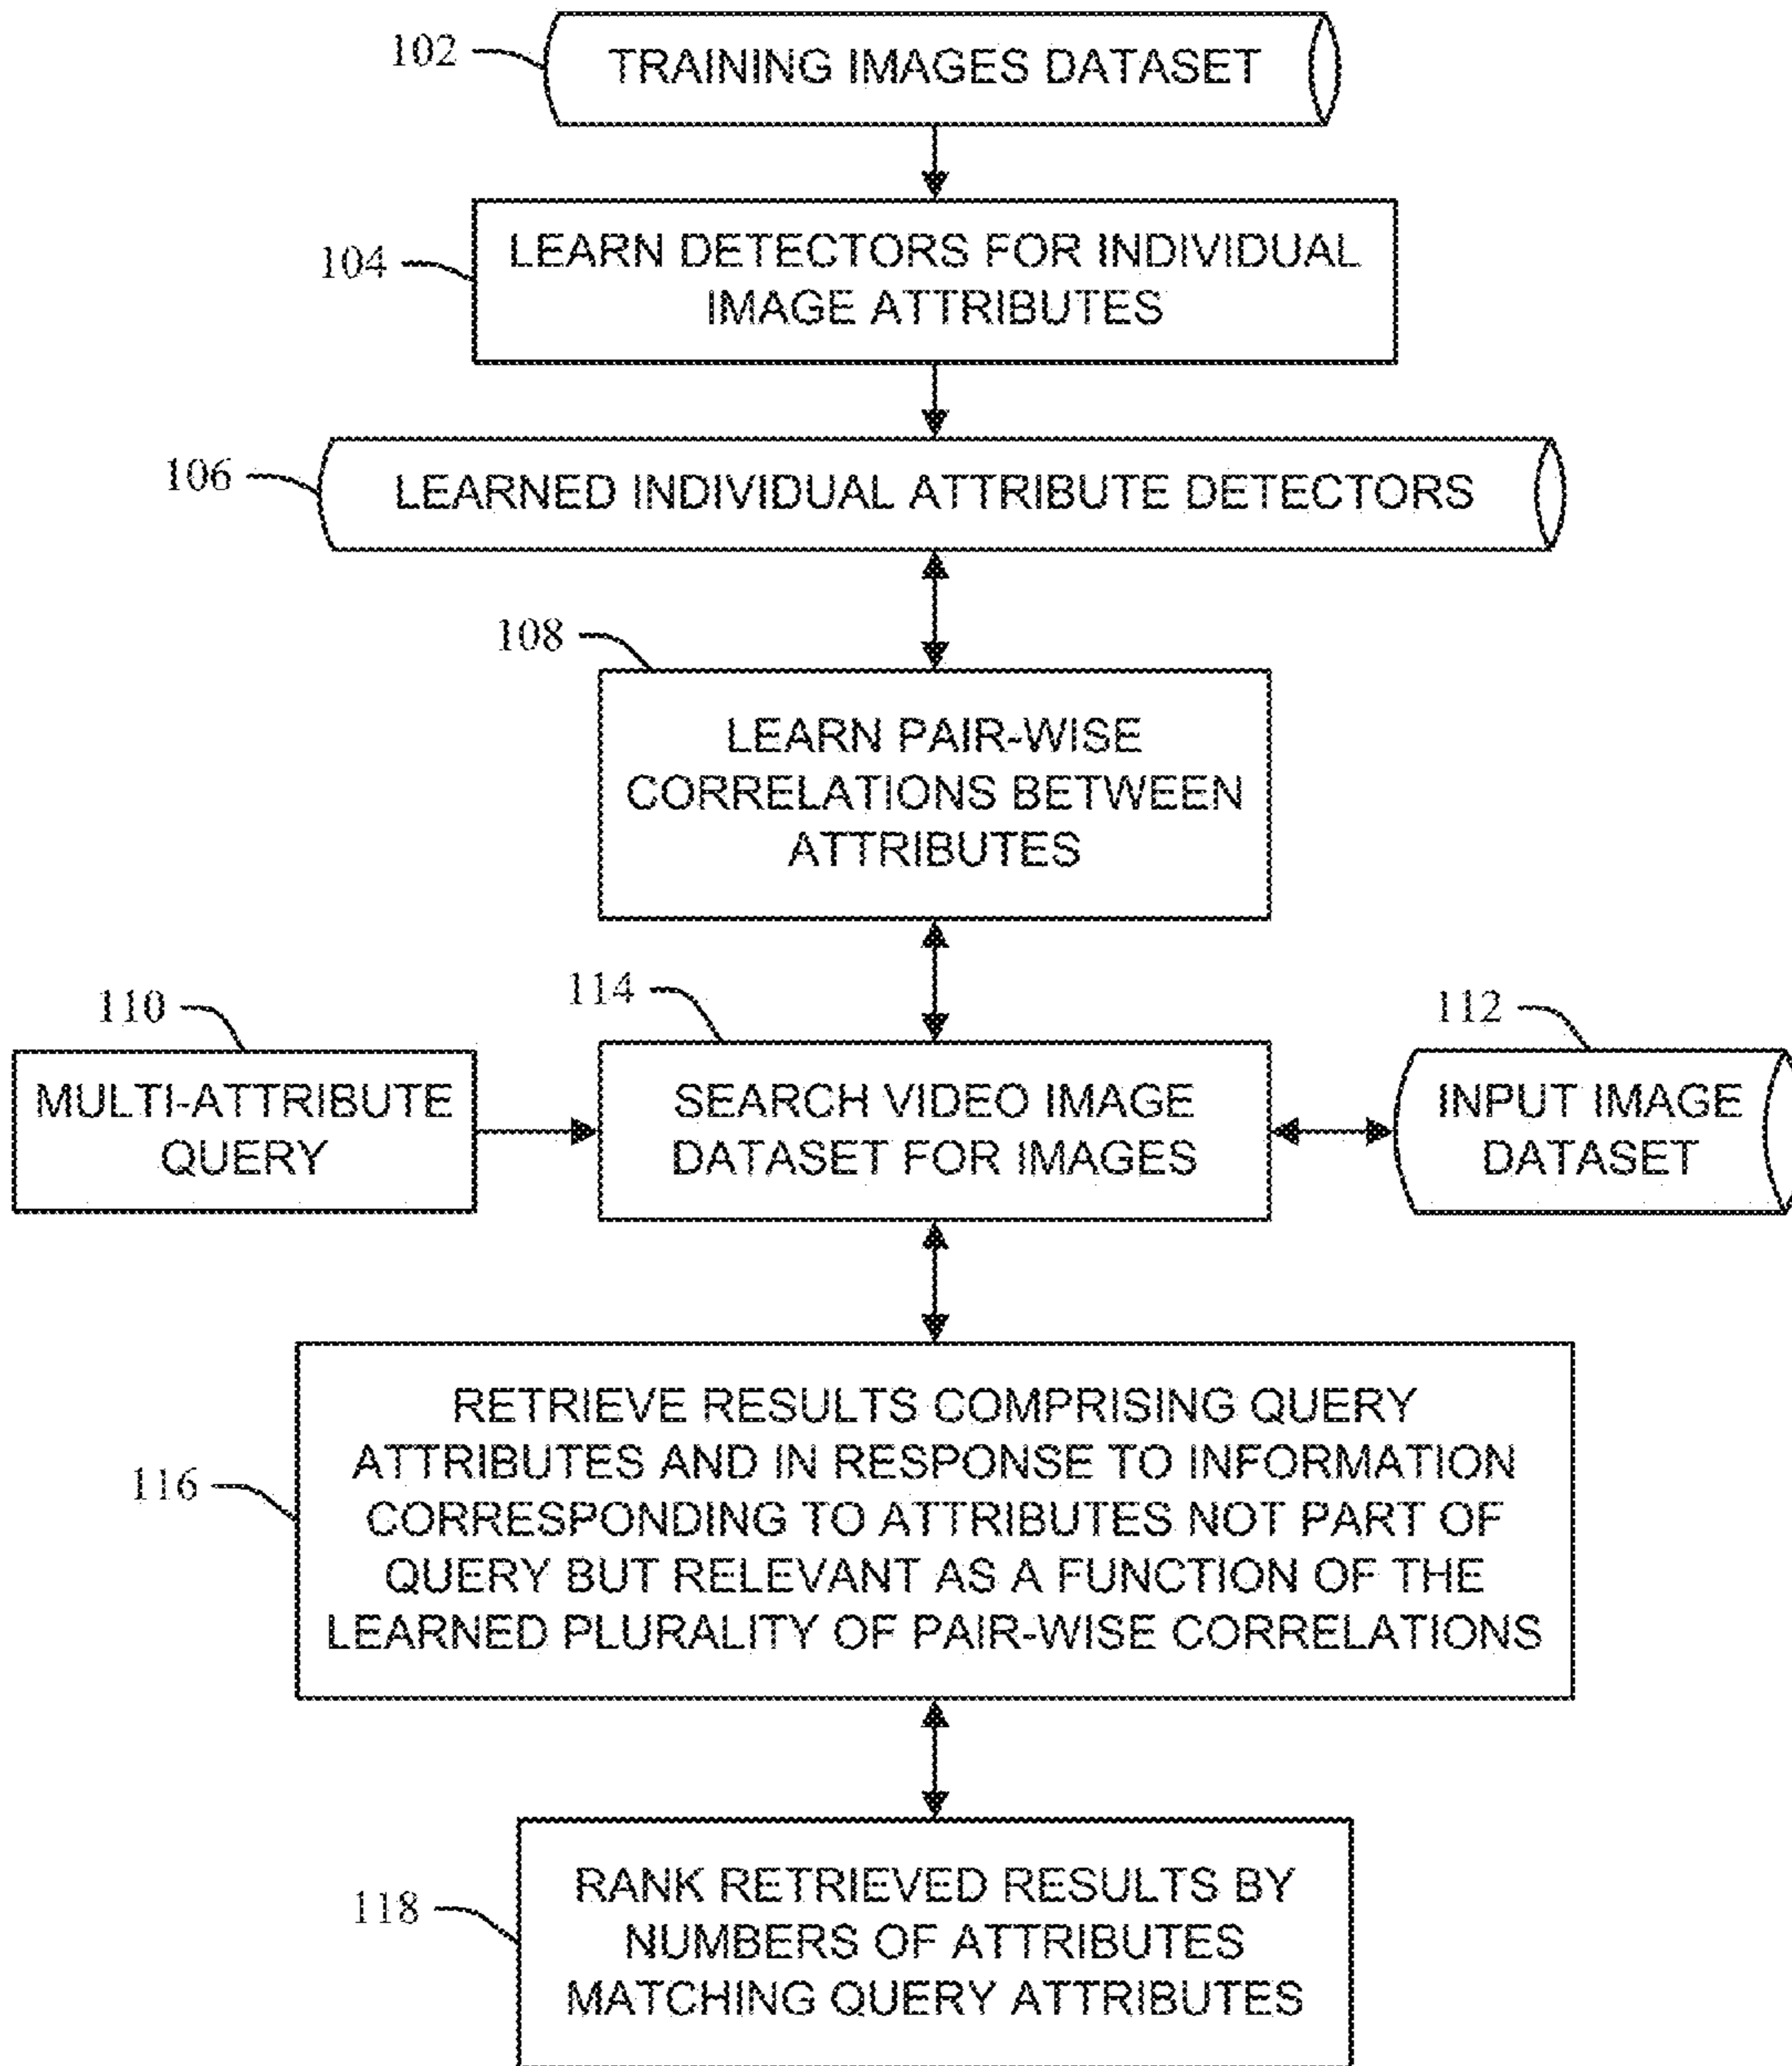 102
TRAINING IMAGES DATASET
104
LEARN DETECTORS FOR INDIVIDUAL
IMAGE ATTRIBUTES
106
LEARNED INDIVIDUAL ATTRIBUTE DETECTORS
108
LEARN PAIR-WISE
CORRELATIONS BETWEEN
ATTRIBUTES
110
MULTI-ATTRIBUTE
QUERY
114
SEARCH VIDEO IMAGE
DATASET FOR IMAGES
112
INPUT IMAGE
DATASET
116
RETRIEVE RESULTS COMPRISING QUERY
ATTRIBUTES AND IN RESPONSE TO INFORMATION
CORRESPONDING TO ATTRIBUTES NOT PART OF
QUERY BUT RELEVANT AS A FUNCTION OF THE
LEARNED PLURALITY OF PAIR-WISE CORRELATIONS
118
RANK RETRIEVED RESULTS BY
NUMBERS OF ATTRIBUTES
MATCHING QUERY ATTRIBUTES